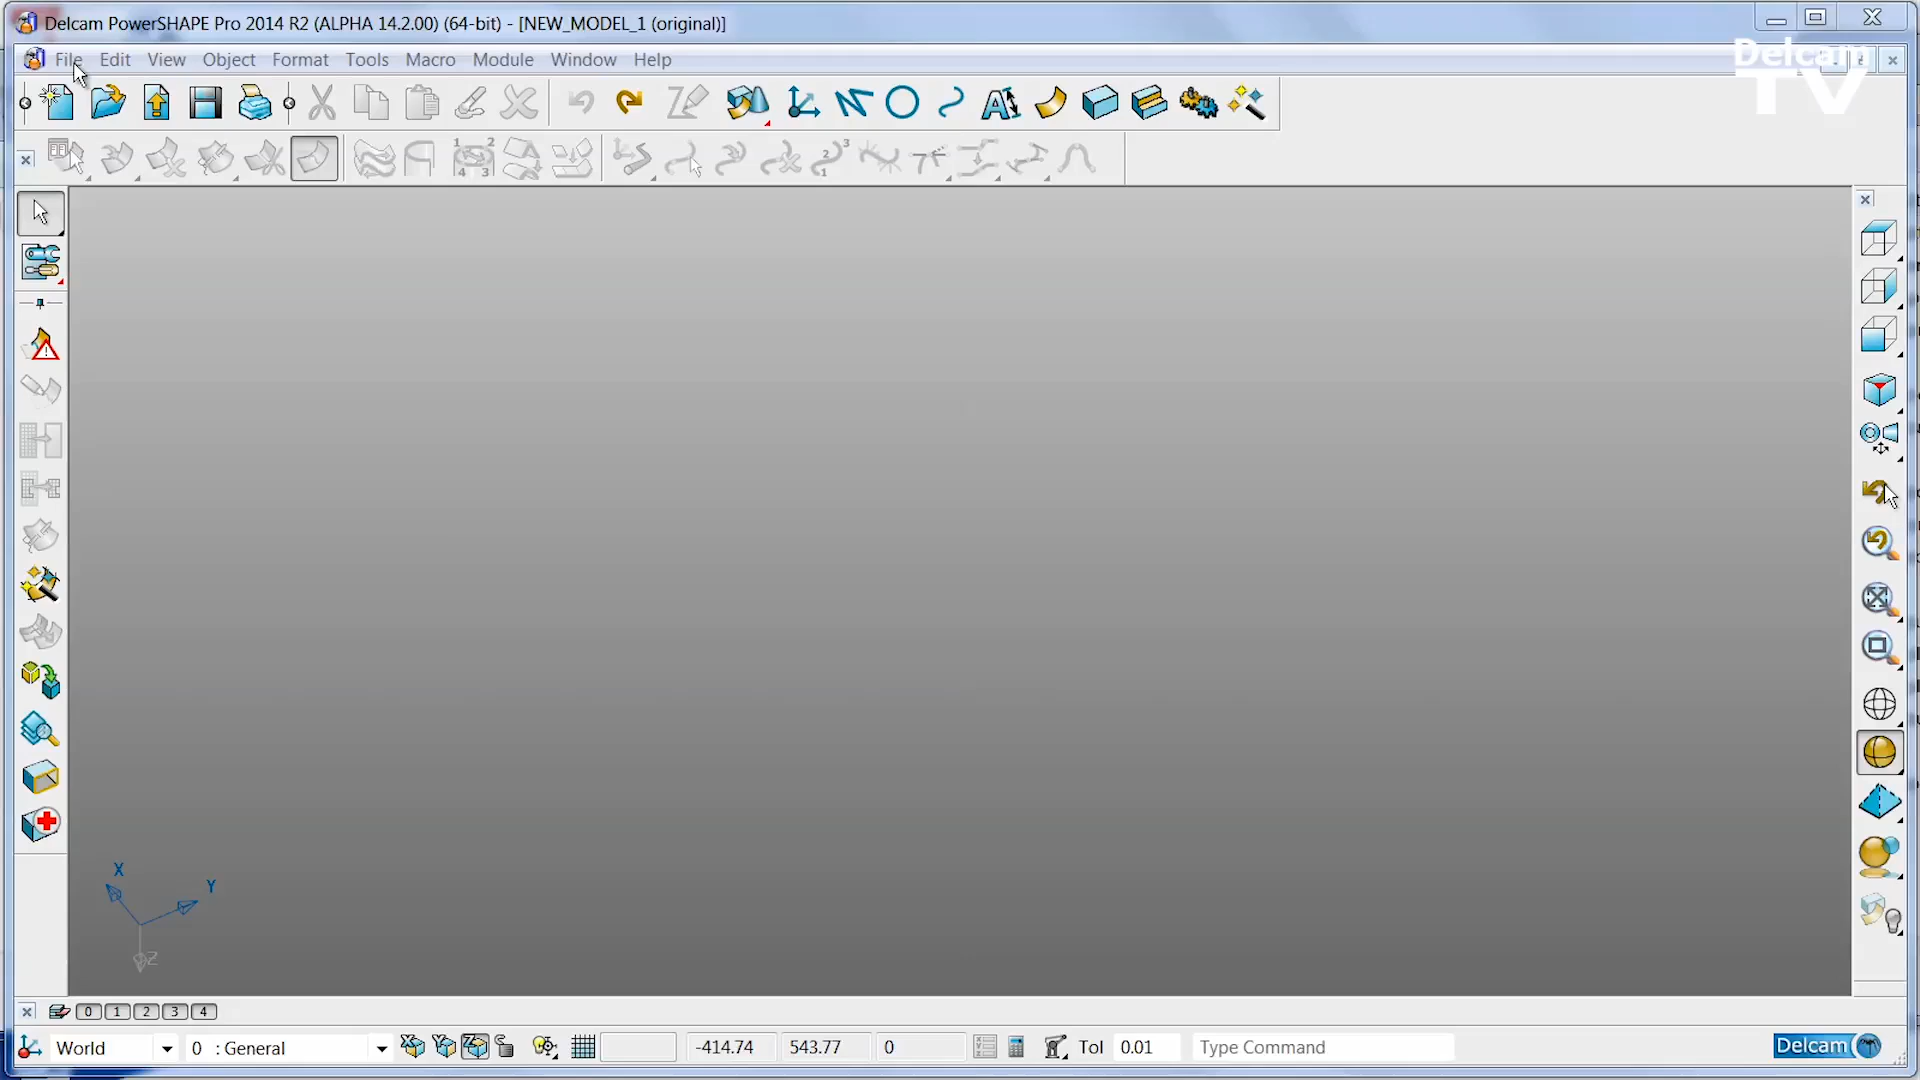 Delcam PowerSHAPE Pro 2014 R2 (ALPHA 14.2.00) (64-bit) - [NEW_MODEL_1 (original)]
File Edit View Object Format Tools Macro Module Window Help
Delcam
TV
X
Y
Z
0 1 2 3 4
World 0 : General -414.74 543.77 0 Tol 0.01 Type Command Delcam